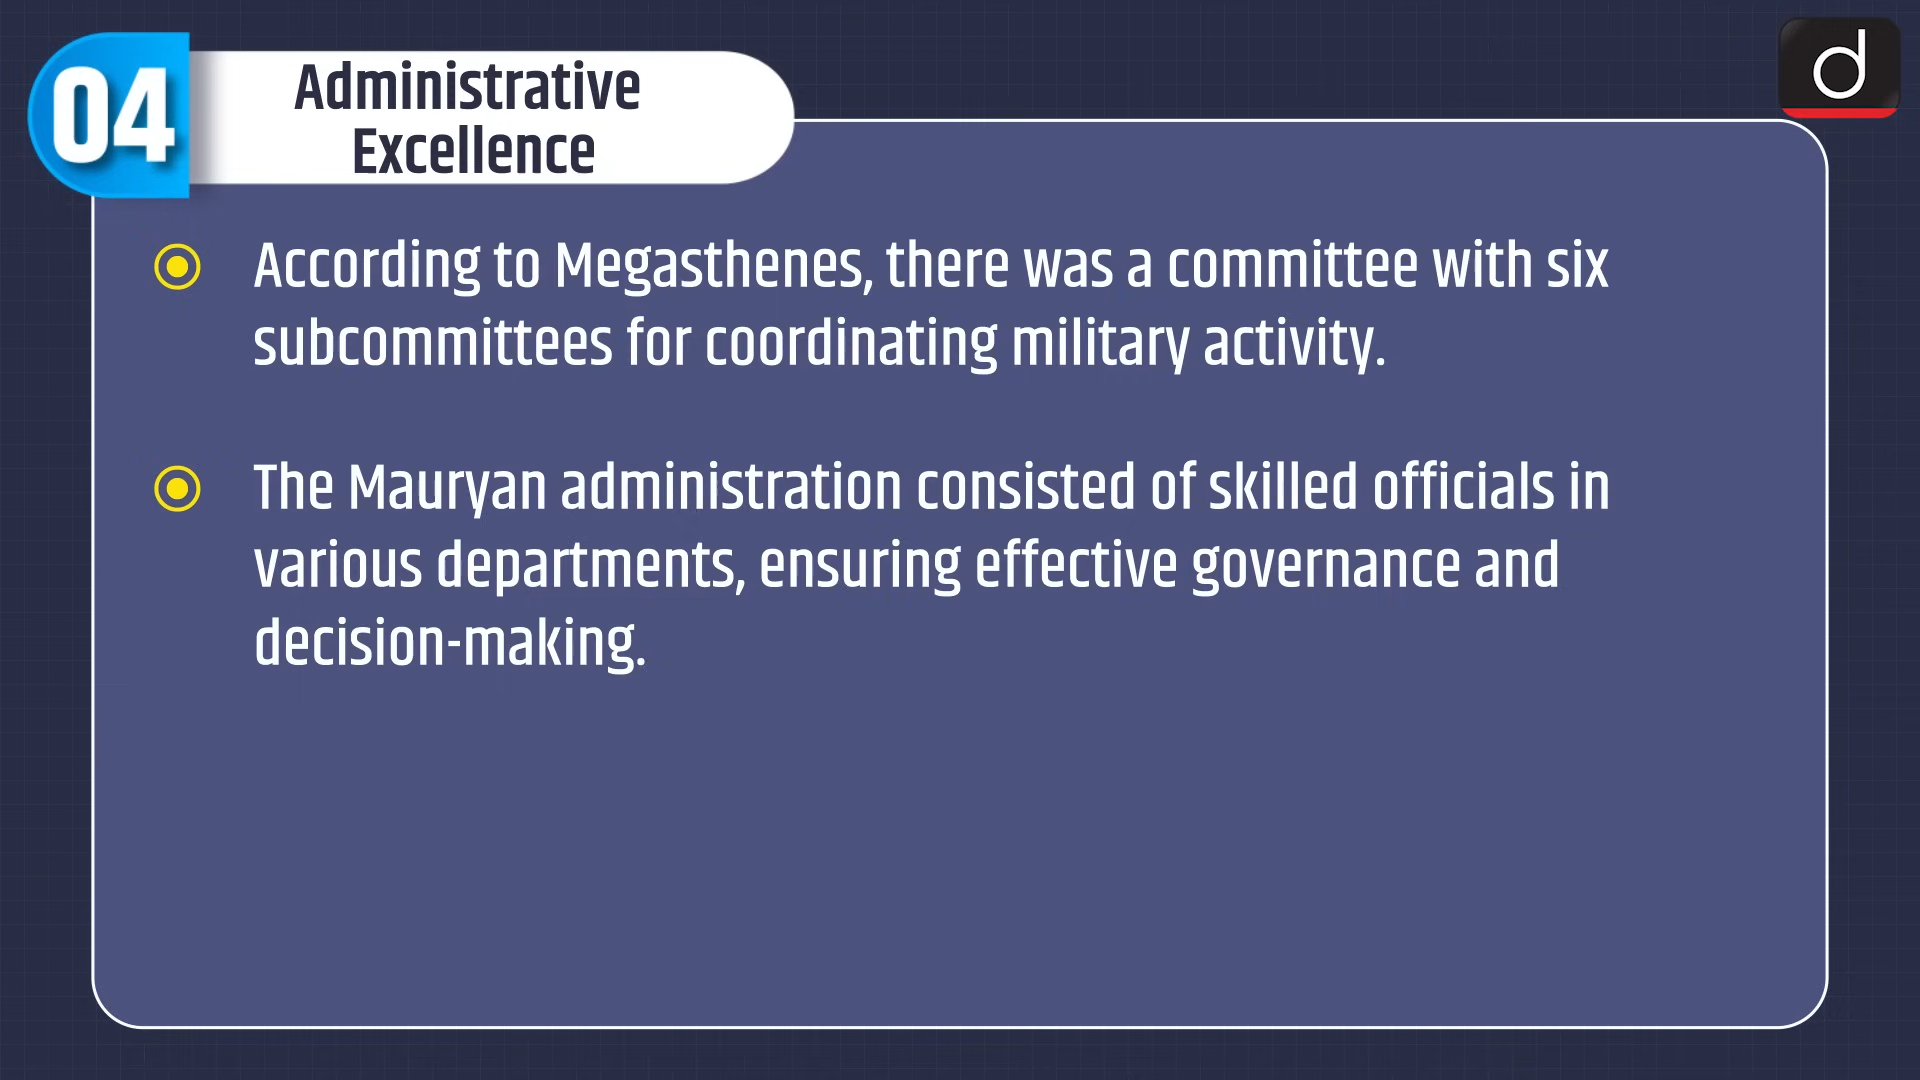 04
Administrative
Excellence
d
According to Megasthenes, there was a committee with six
subcommittees for coordinating military activity.
The Mauryan administration consisted of skilled officials in
various departments, ensuring effective governance and
decision-making.